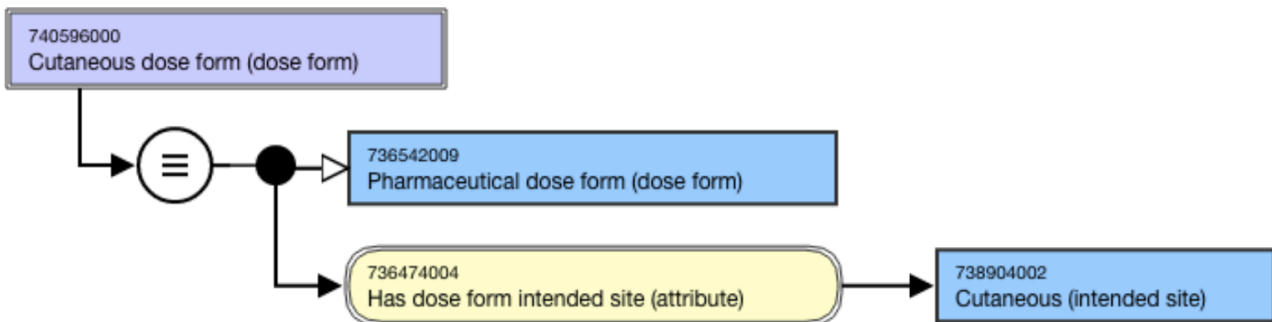 740596000
Cutaneous dose form (dose form)
736542009
Pharmaceutical dose form (dose form)
736474004
Has dose form intended site (attribute)
738904002
Cutaneous (intended site)